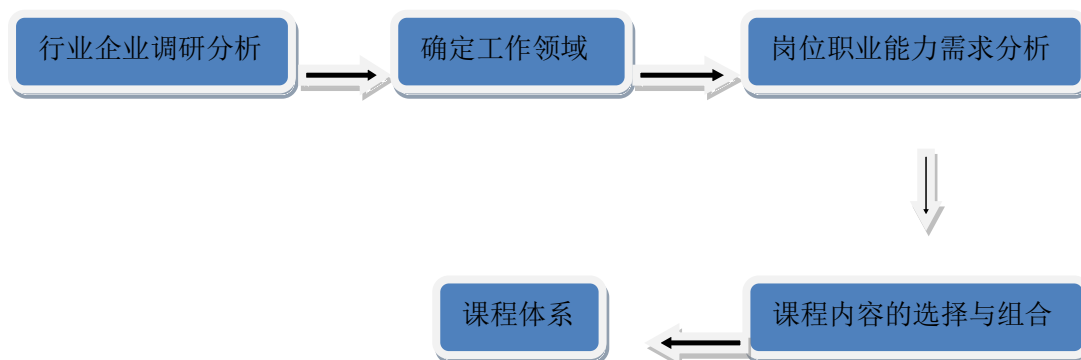 行业企业调研分析
确定工作领域
岗位职业能力需求分析
课程内容的选择与组合
课程体系